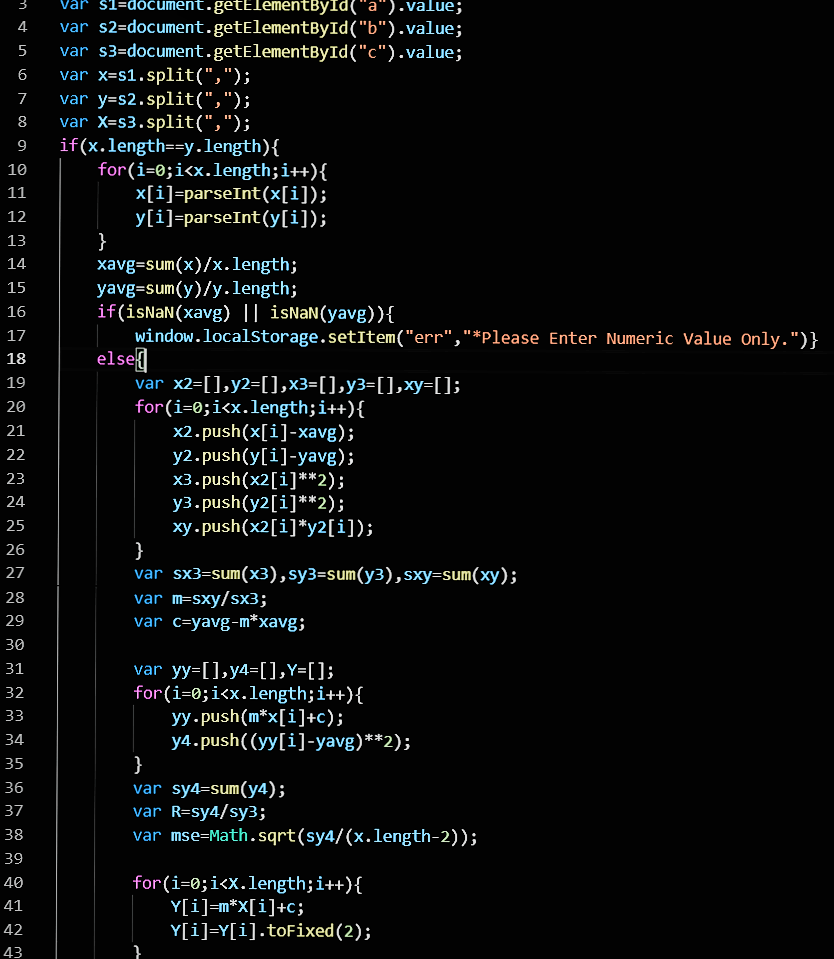 3 var s1=document.getElementById("a").value;
4 var s2=document.getElementById("b").value;
5 var s3=document.getElementById("c").value;
6 var x=s1.split(",");
7 var y=s2.split(",");
8 var X=s3.split(",");
9 if(x.length==y.length){
10 for(i=0;i<x.length;i++){
11 x[i]=parseInt(x[i]);
12 y[i]=parseInt(y[i]);
13 }
14 xavg=sum(x)/x.length;
15 yavg=sum(y)/y.length;
16 if(isNaN(xavg) || isNaN(yavg)){
17 window.localStorage.setItem("err","*Please Enter Numeric Value Only.")}
18 else{
19 var x2=[],y2=[],x3=[],y3=[],xy=[];
20 for(i=0;i<x.length;i++){
21 x2.push(x[i]-xavg);
22 y2.push(y[i]-yavg);
23 x3.push(x2[i]**2);
24 y3.push(y2[i]**2);
25 xy.push(x2[i]*y2[i]);
26 }
27 var sx3=sum(x3),sy3=sum(y3),sxy=sum(xy);
28 var m=sxy/sx3;
29 var c=yavg-m*xavg;
30
31 var yy=[],y4=[],Y=[];
32 for(i=0;i<x.length;i++){
33 yy.push(m*x[i]+c);
34 y4.push((yy[i]-yavg)**2);
35 }
36 var sy4=sum(y4);
37 var R=sy4/sy3;
38 var mse=Math.sqrt(sy4/(x.length-2));
39
40 for(i=0;i<X.length;i++){
41 Y[i]=m*X[i]+c;
42 Y[i]=Y[i].toFixed(2);
43 }